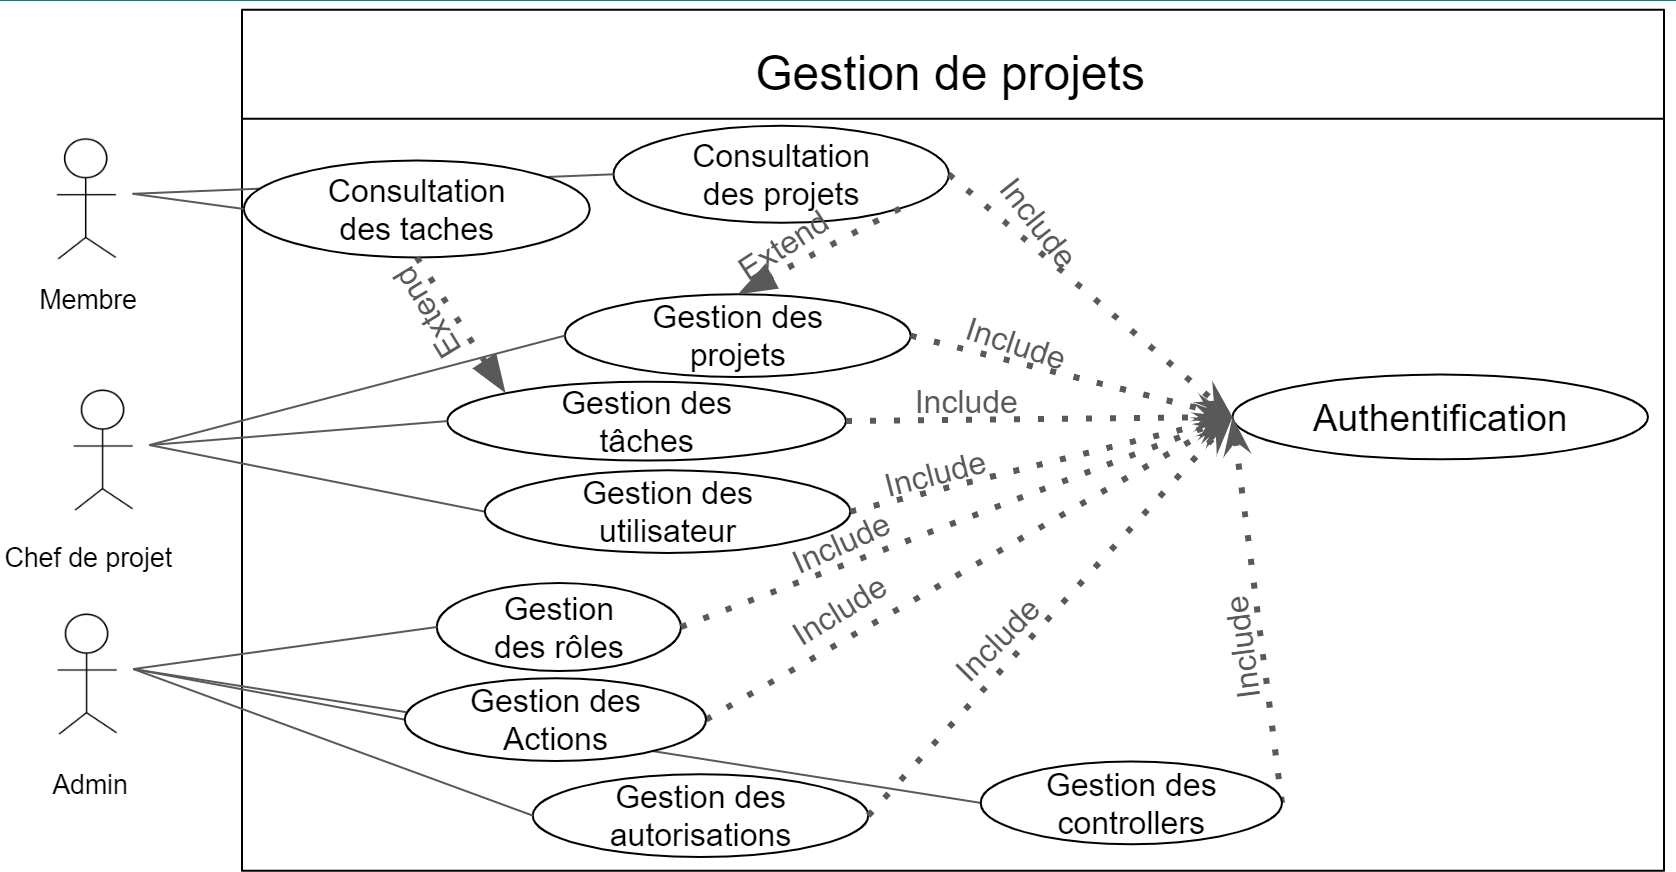 Gestion de projets
Consultation
des projets
Consultation
des taches
Include
Extend
Extend
Membre
Gestion des
projets
Include
Gestion des
tâches
Include
Authentification
Gestion des
utilisateur
Include
Chef de projet
Include
Gestion
des rôles
Include
Include
Include
Gestion des
Actions
Admin
Gestion des
autorisations
Gestion des
controllers